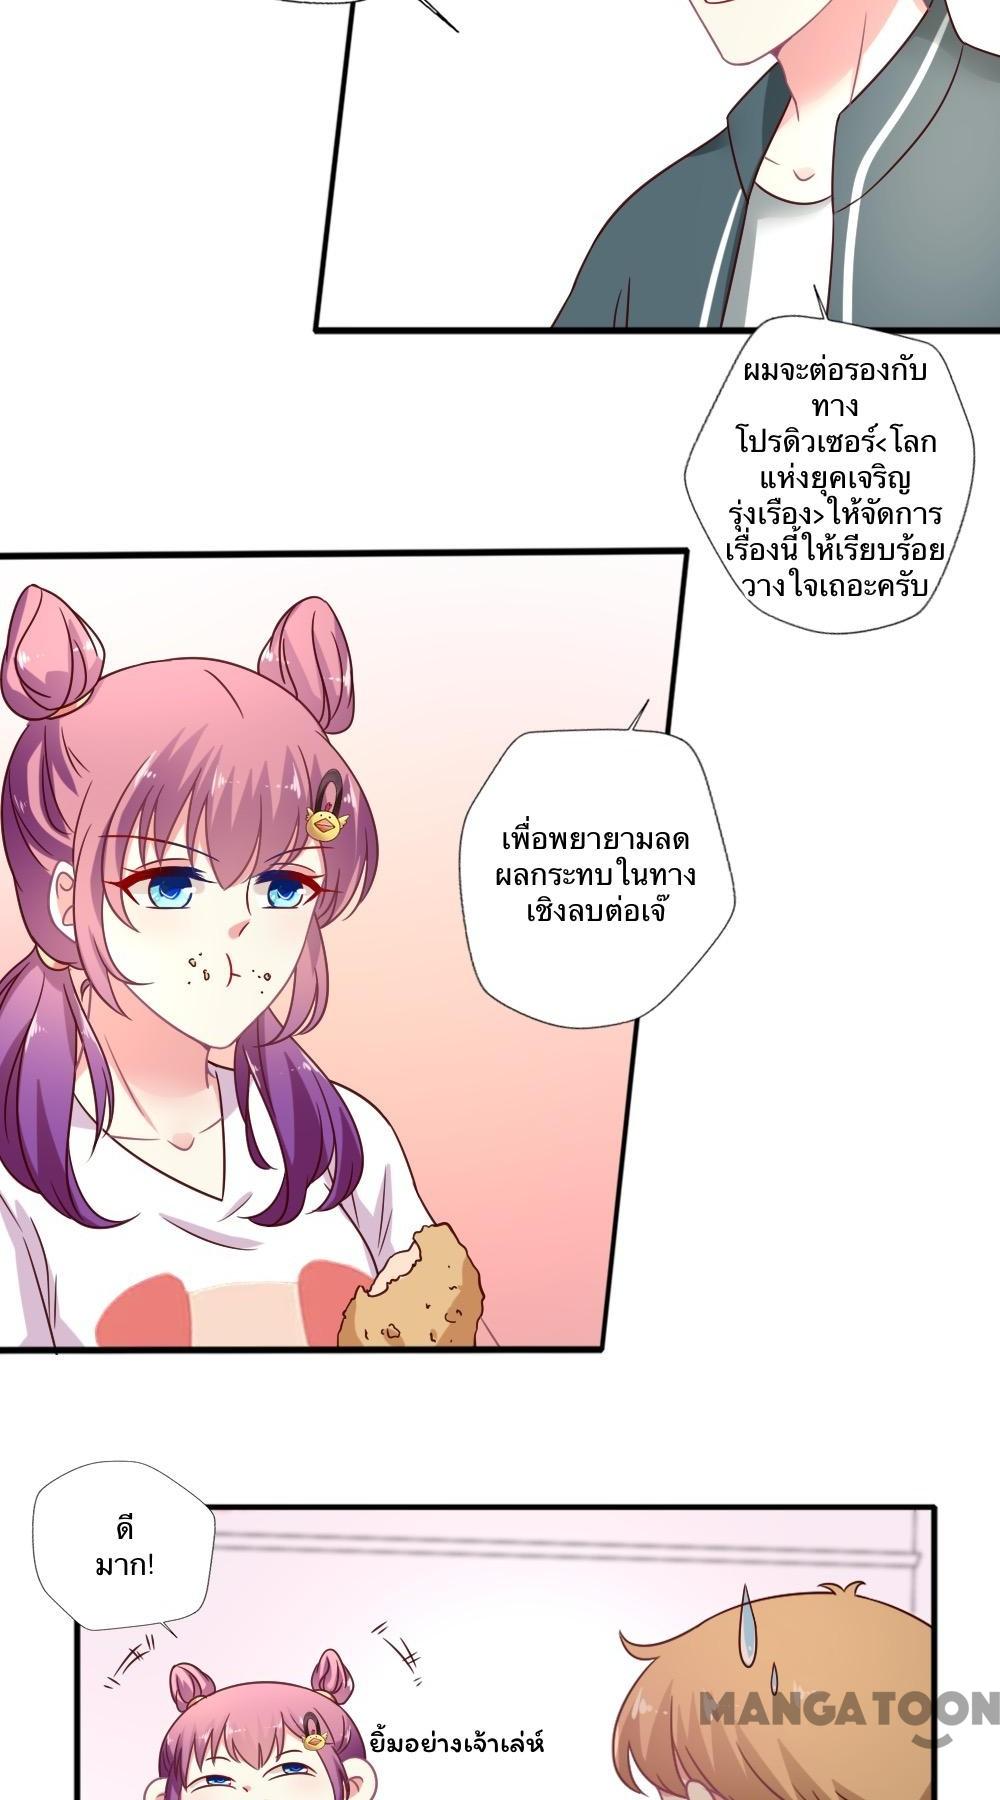 ผมจะต่อรองกับ
ทาง
โปรดิวเซอร์<โลก
แห่งยุคเจริญ
รุ่งเรือง>ให้จัดการ
เรื่องนี้ให้เรียบร้อย
วางใจเถอะครับ
เพื่อพยายามลด
ผลกระทบในทาง
เชิงลบต่อเจ๊
ดี
มาก!
ยิ้มอย่างเจ้าเล่ห์
MANGATOON